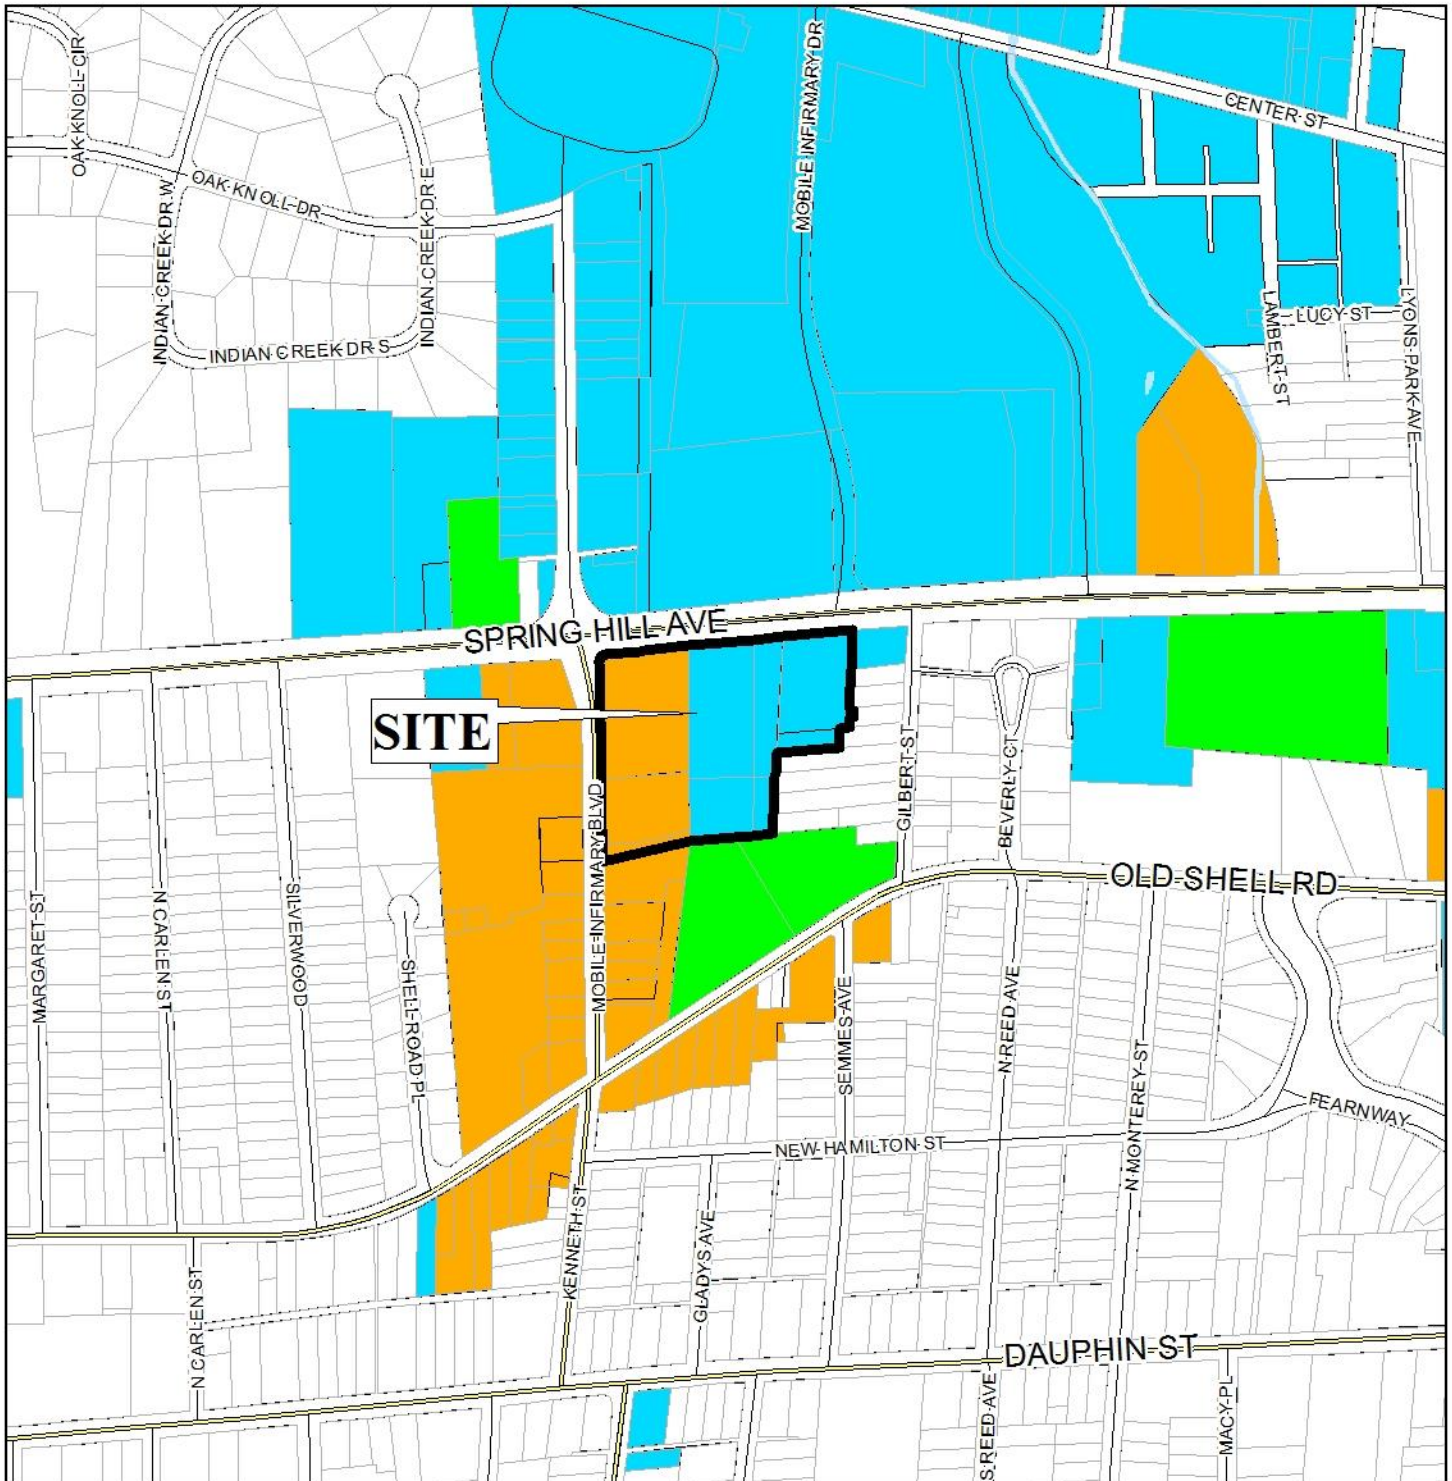 OAK KNOLL CIR
MOBILE INFIRMARY DR
CENTER ST
OAK KNOLL DR
INDIAN CREEK DR W
INDIAN CREEK DR E
INDIAN CREEK DR S
LAMBERT ST
LUCY ST
LYONS PARK AVE
SPRING HILL AVE
SITE
MOBILE INFIRMARY BLVD
GILBERT ST
BEVERLY CT
OLD SHELL RD
MARGARET ST
N CARLEN ST
SILVERWOOD
SHELL ROAD PL
SEMMES AVE
N REED AVE
N MONTEREY ST
FEARNWAY
NEW HAMILTON ST
KENNETH ST
GLADYS AVE
N CARLEN ST
DAUPHIN ST
S REED AVE
MACY PL